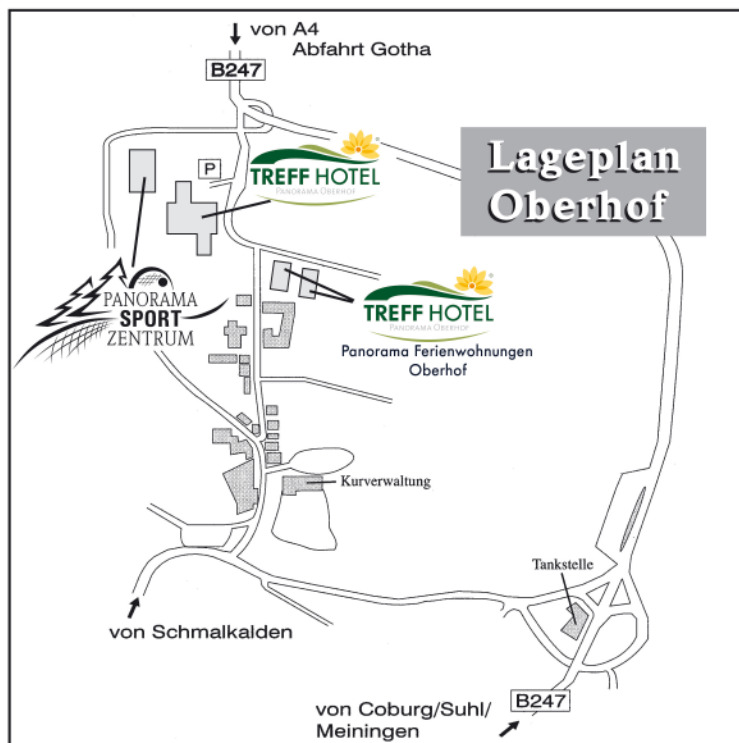 von A4
Abfahrt Gotha
B247
P
TREFF HOTEL
PANORAMA OBERHOF
Lageplan
Oberhof
PANORAMA
SPORT
ZENTRUM
TREFF HOTEL
PANORAMA OBERHOF
Panorama Ferienwohnungen
Oberhof
Kurverwaltung
Tankstelle
von Schmalkalden
von Coburg/Suhl/
Meiningen
B247